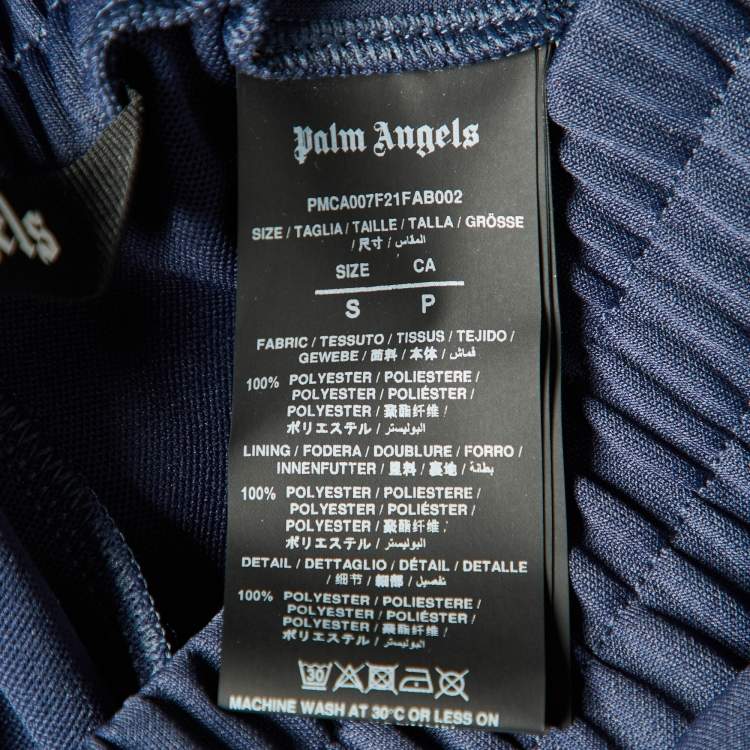 els
Palm Angels
PMCA007F21FAB002
SIZE / TAGLIA / TAILLE / TALLA / GRÖSSE
/ 尺寸 / المقاس
SIZE CA
S P
FABRIC / TESSUTO / TISSUS / TEJIDO /
GEWEBE / 面料 / 本体 / قماش
100% POLYESTER / POLIESTERE /
POLYESTER / POLIÉSTER /
POLYESTER / 聚酯纤维 /
ポリエステル / البوليستر
LINING / FODERA / DOUBLURE / FORRO /
INNENFUTTER / 里料 / 裏地 / بطانة
100% POLYESTER / POLIESTERE /
POLYESTER / POLIÉSTER /
POLYESTER / 聚酯纤维 /
ポリエステル / البوليستر
DETAIL / DETTAGLIO / DÉTAIL / DETALLE
/ 细节 / 細部 / تفصيل
100% POLYESTER / POLIESTERE /
POLYESTER / POLIÉSTER /
POLYESTER / 聚酯纤维 /
ポリエステル / البوليستر
30
MACHINE WASH AT 30°C OR LESS ON